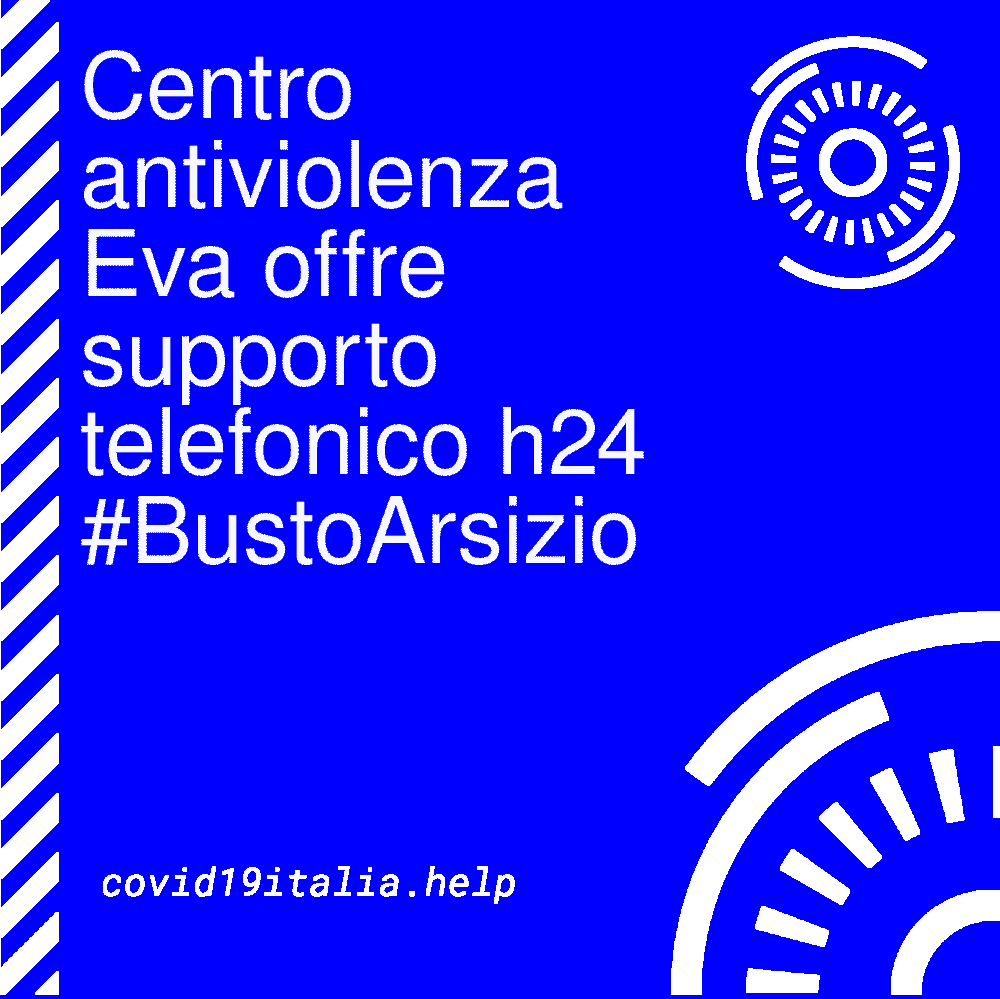 Centro
antiviolenza
Eva offre
supporto
telefonico h24
#BustoArsizio
covid19italia.help